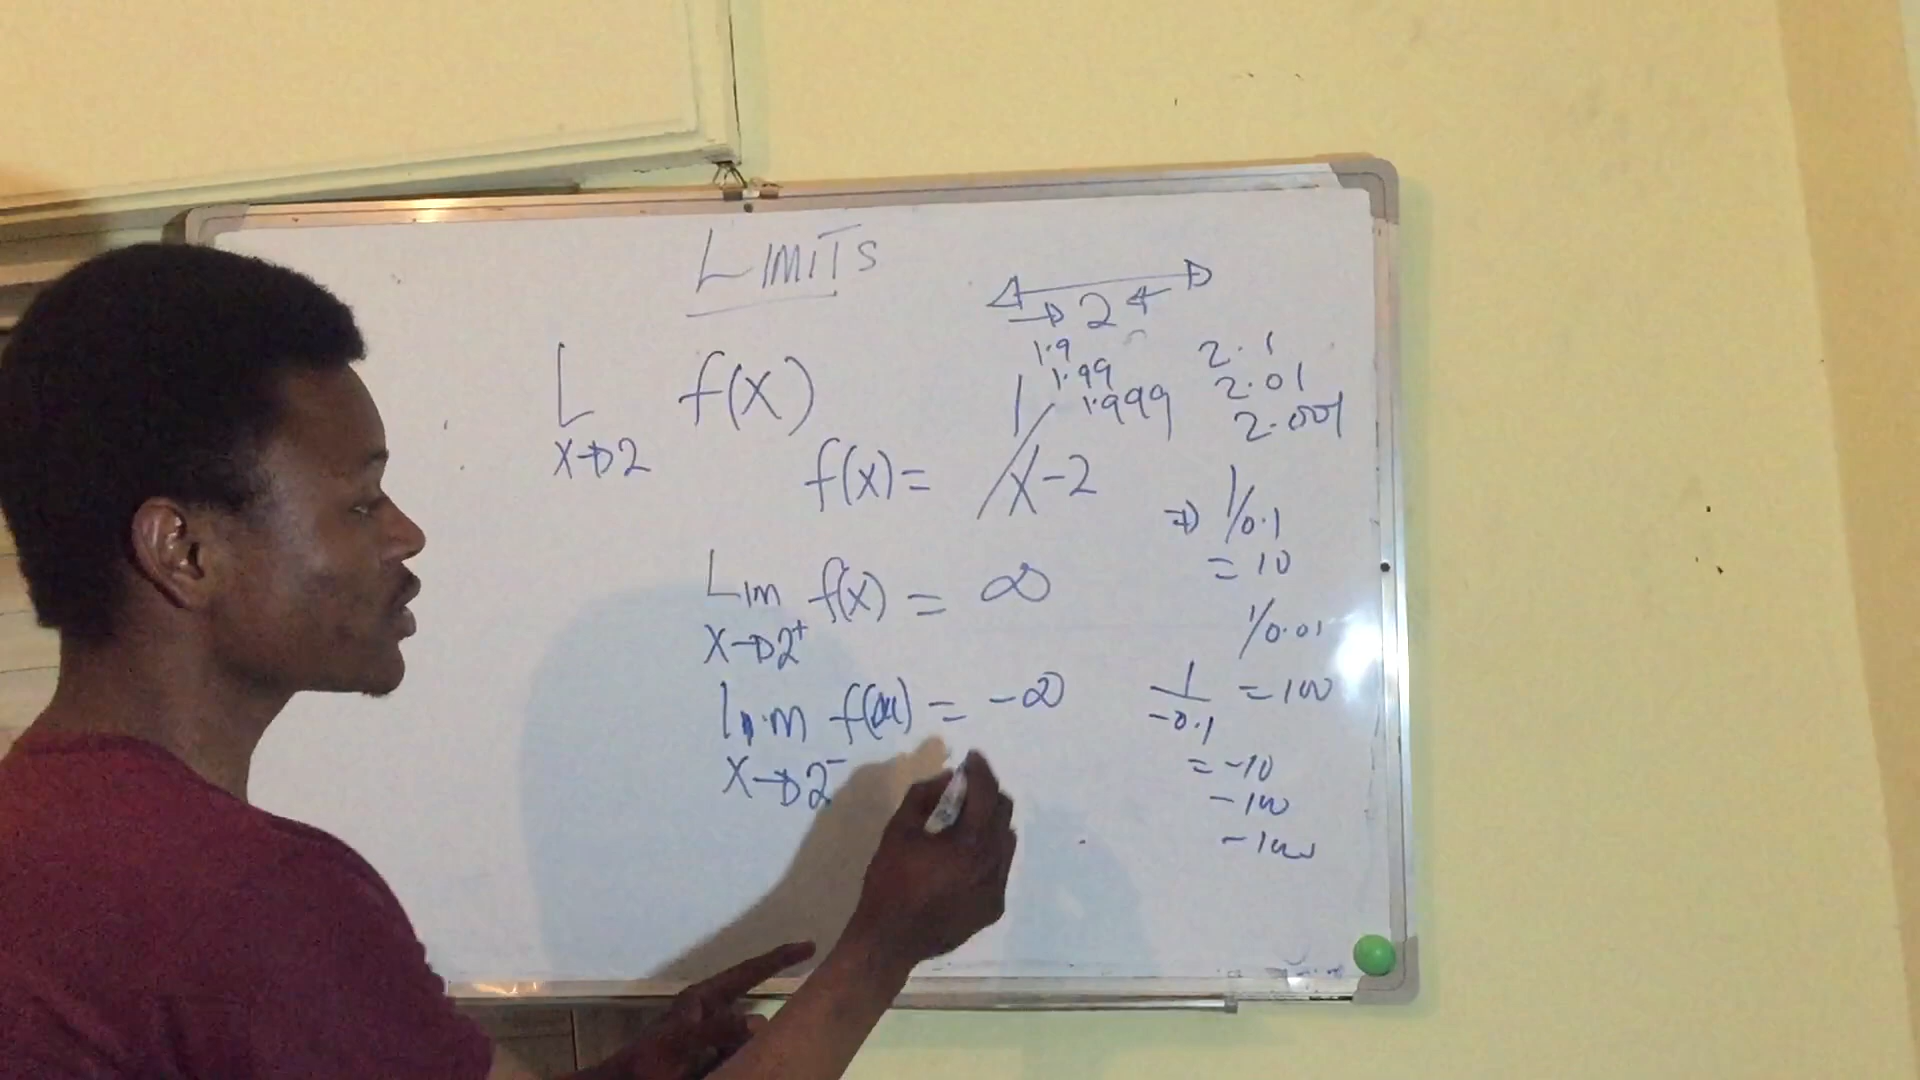 LIMITS
2
1.9
1.99
1.999
2.1
2.01
2.001
L f(x)
x→2
f(x) = 1/x-2
Lim f(x) = ∞
x→2⁺
lim f(x) = -∞
x→2⁻
⇒ 1/0.1
= 10
1/0.01
= 100
1/-0.1
= -10
-100